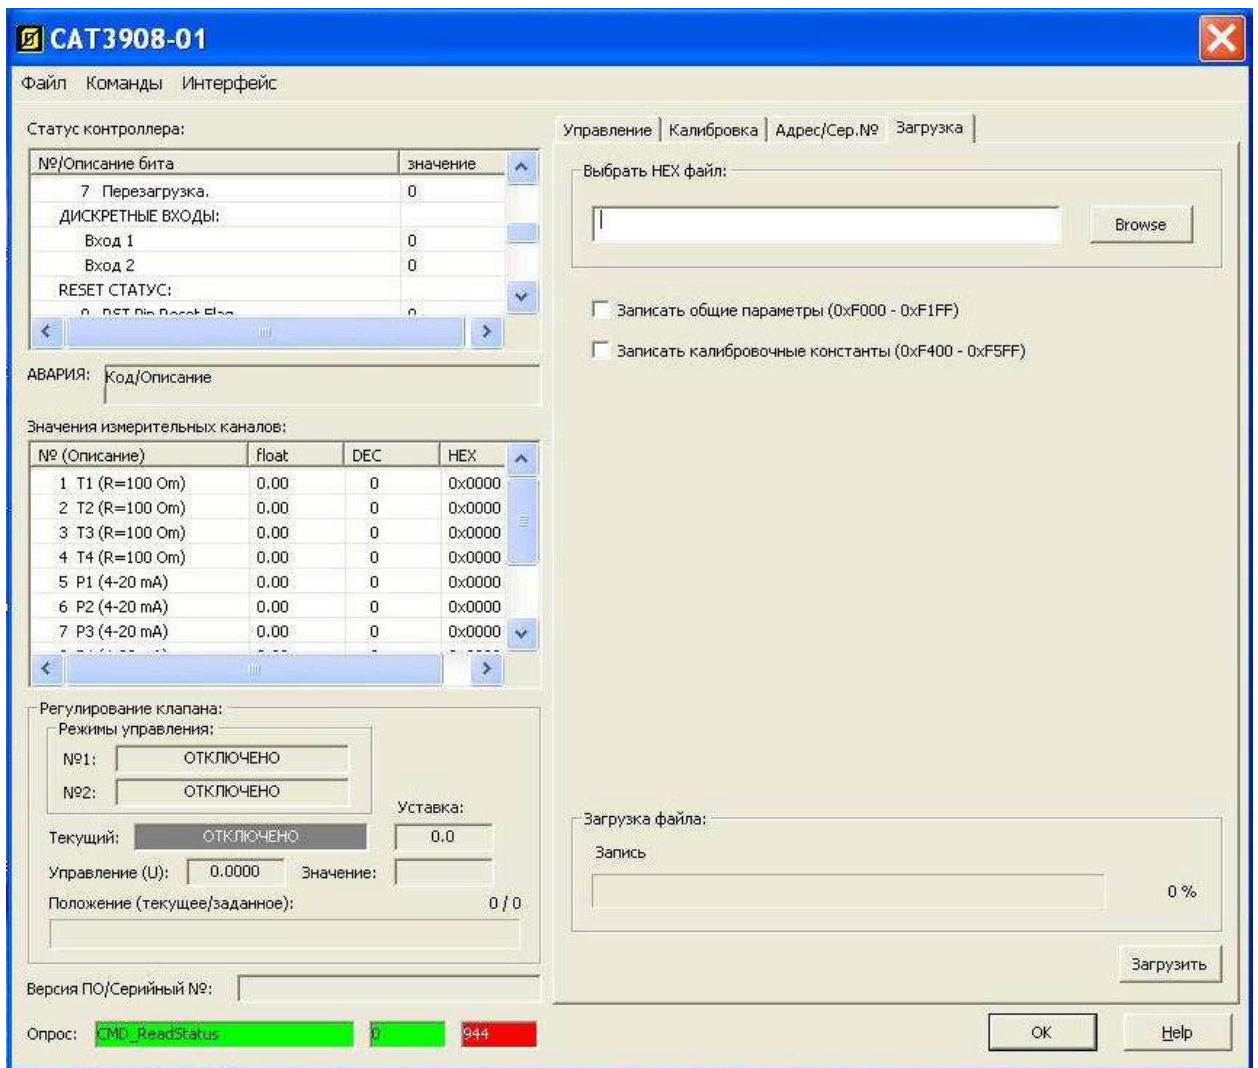 CAT3908-01
Файл Команды Интерфейс
Статус контроллера:
№/Описание бита значение
7 Перезагрузка. 0
ДИСКРЕТНЫЕ ВХОДЫ:
Вход 1 0
Вход 2 0
RESET СТАТУС:
АВАРИЯ: Код/Описание
Значения измерительных каналов:
№ (Описание) float DEC HEX
1 T1 (R=100 Om) 0.00 0 0x0000
2 T2 (R=100 Om) 0.00 0 0x0000
3 T3 (R=100 Om) 0.00 0 0x0000
4 T4 (R=100 Om) 0.00 0 0x0000
5 P1 (4-20 mA) 0.00 0 0x0000
6 P2 (4-20 mA) 0.00 0 0x0000
7 P3 (4-20 mA) 0.00 0 0x0000
Регулирование клапана:
Режимы управления:
№1: ОТКЛЮЧЕНО
№2: ОТКЛЮЧЕНО
Уставка:
Текущий: ОТКЛЮЧЕНО 0.0
Управление (U): 0.0000 Значение:
Положение (текущее/заданное): 0 / 0
Версия ПО/Серийный №:
Опрос: CMD_ReadStatus 0 944
Управление Калибровка Адрес/Сер.№ Загрузка
Выбрать HEX файл:
Browse
Записать общие параметры (0xF000 - 0xF1FF)
Записать калибровочные константы (0xF400 - 0xF5FF)
Загрузка файла:
Запись
0 %
Загрузить
OK Help